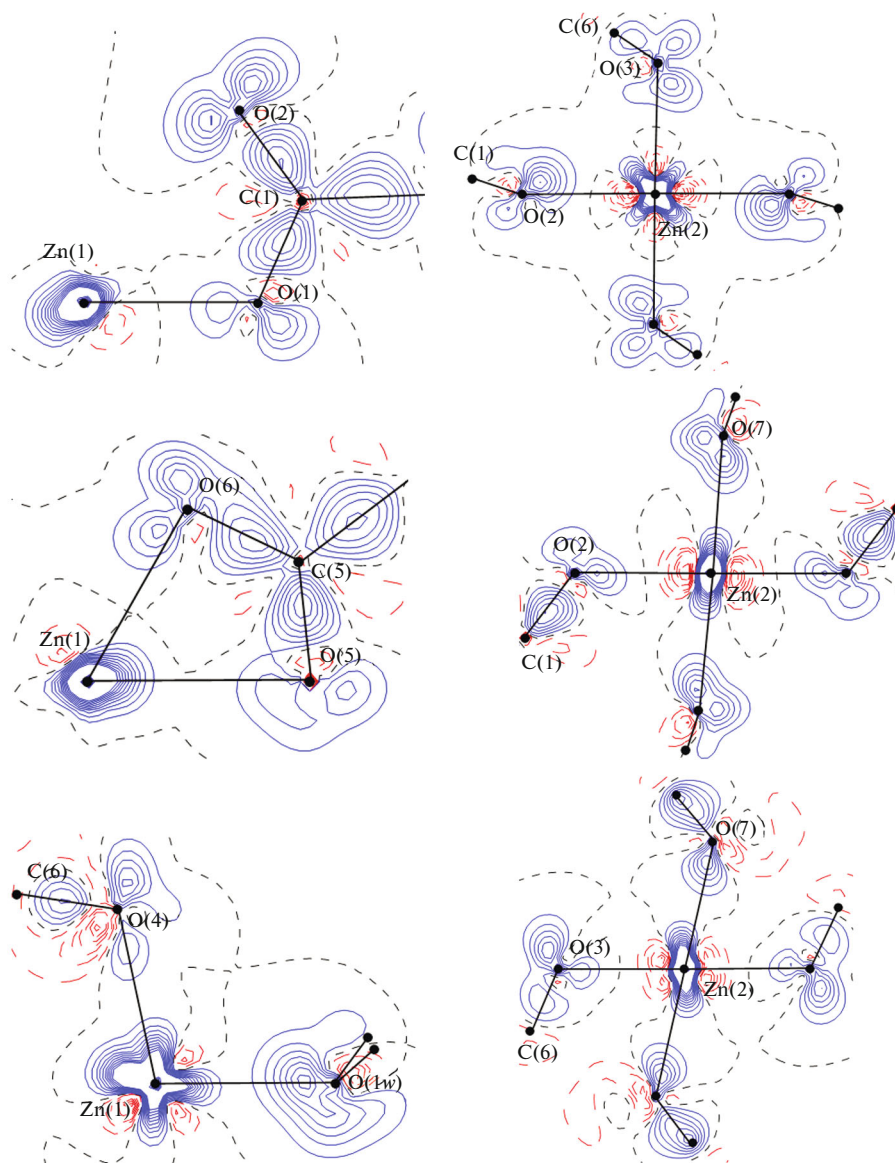 O(2)
C(1)
Zn(1)
O(1)
C(6)
O(3)
C(1)
O(2)
Zn(2)
O(6)
C(5)
Zn(1)
O(5)
O(7)
O(2)
Zn(2)
C(1)
C(6)
O(4)
Zn(1)
O(1w)
O(7)
O(3)
Zn(2)
C(6)